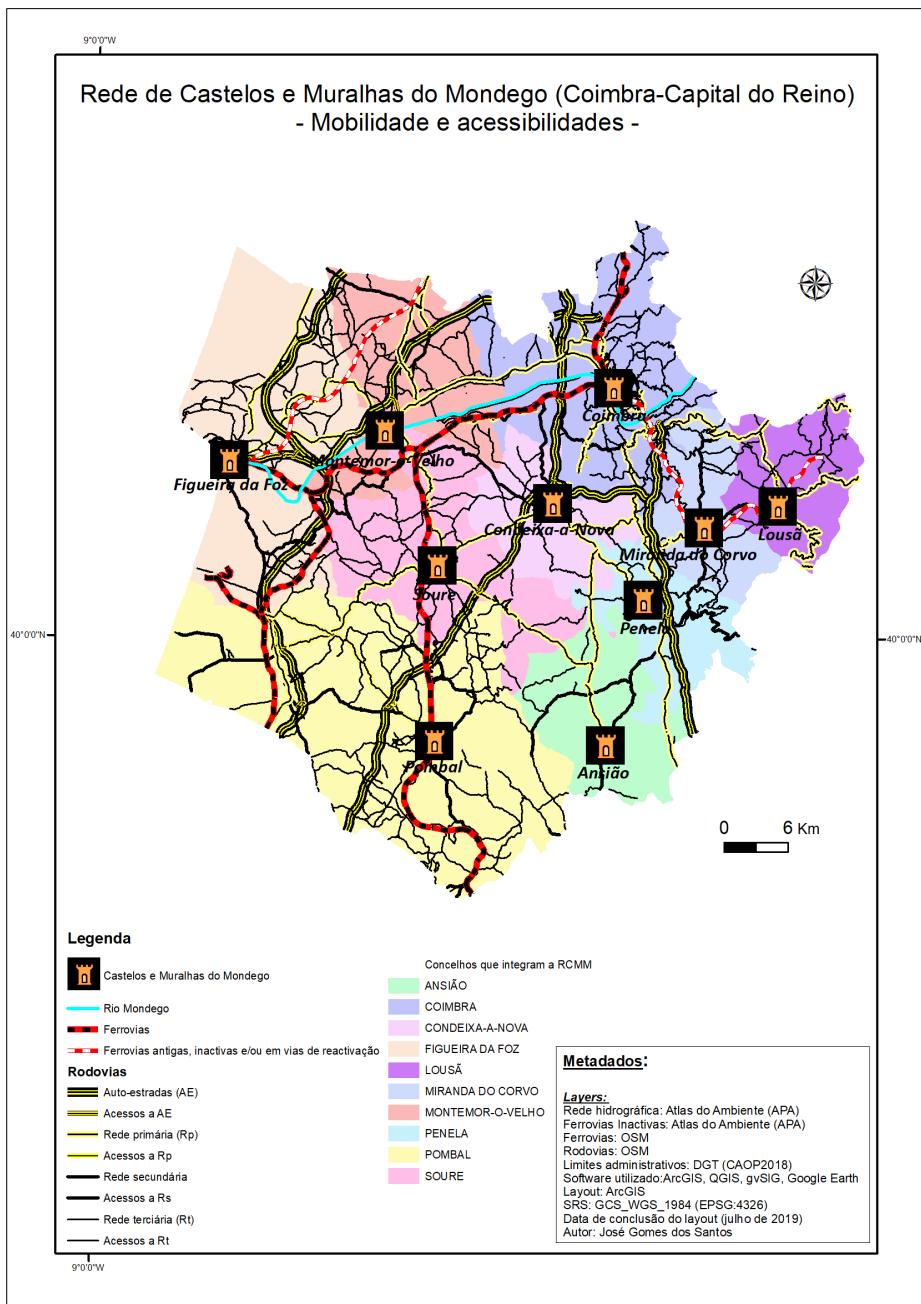 9°0'0"W
Rede de Castelos e Muralhas do Mondego (Coimbra-Capital do Reino)
- Mobilidade e acessibilidades -
Coimbra
Montemor-o-Velho
Figueira da Foz
Condeixa-a-Nova
Lousã
Miranda do Corvo
Soure
Penela
40°0'0"N
40°0'0"N
Pombal
Ansião
0 6 Km
Legenda
Castelos e Muralhas do Mondego
Rio Mondego
Ferrovias
Ferrovias antigas, inactivas e/ou em vias de reactivação
Rodovias
Auto-estradas (AE)
Acessos a AE
Rede primária (Rp)
Acessos a Rp
Rede secundária
Acessos a Rs
Rede terciária (Rt)
Acessos a Rt
Concelhos que integram a RCMM
ANSIÃO
COIMBRA
CONDEIXA-A-NOVA
FIGUEIRA DA FOZ
LOUSÃ
MIRANDA DO CORVO
MONTEMOR-O-VELHO
PENELA
POMBAL
SOURE
Metadados:
Layers:
Rede hidrográfica: Atlas do Ambiente (APA)
Ferrovias Inactivas: Atlas do Ambiente (APA)
Ferrovias: OSM
Rodovias: OSM
Limites administrativos: DGT (CAOP2018)
Software utilizado:ArcGIS, QGIS, gvSIG, Google Earth
Layout: ArcGIS
SRS: GCS_WGS_1984 (EPSG:4326)
Data de conclusão do layout (julho de 2019)
Autor: José Gomes dos Santos
9°0'0"W